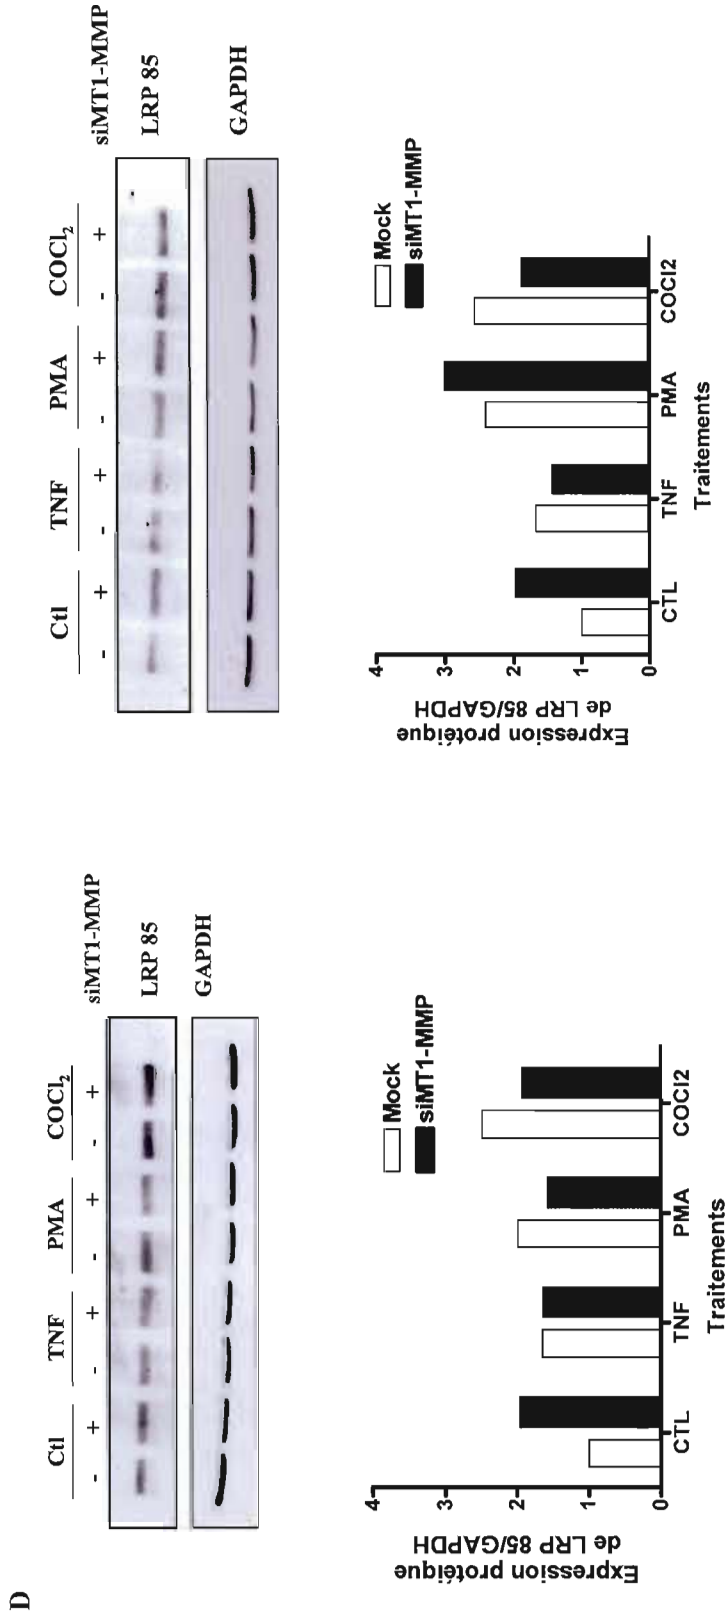 D
Ctl TNF PMA COCl2
- + - + - + - + siMT1-MMP
LRP 85
GAPDH
Expression protéique
de LRP 85/GAPDH
4
3
2
1
0
Mock
siMT1-MMP
CTL TNF PMA COCl2
Traitements
Ctl TNF PMA COCl2
- + - + - + - + siMT1-MMP
LRP 85
GAPDH
Expression protéique
de LRP 85/GAPDH
4
3
2
1
0
Mock
siMT1-MMP
CTL TNF PMA COCl2
Traitements